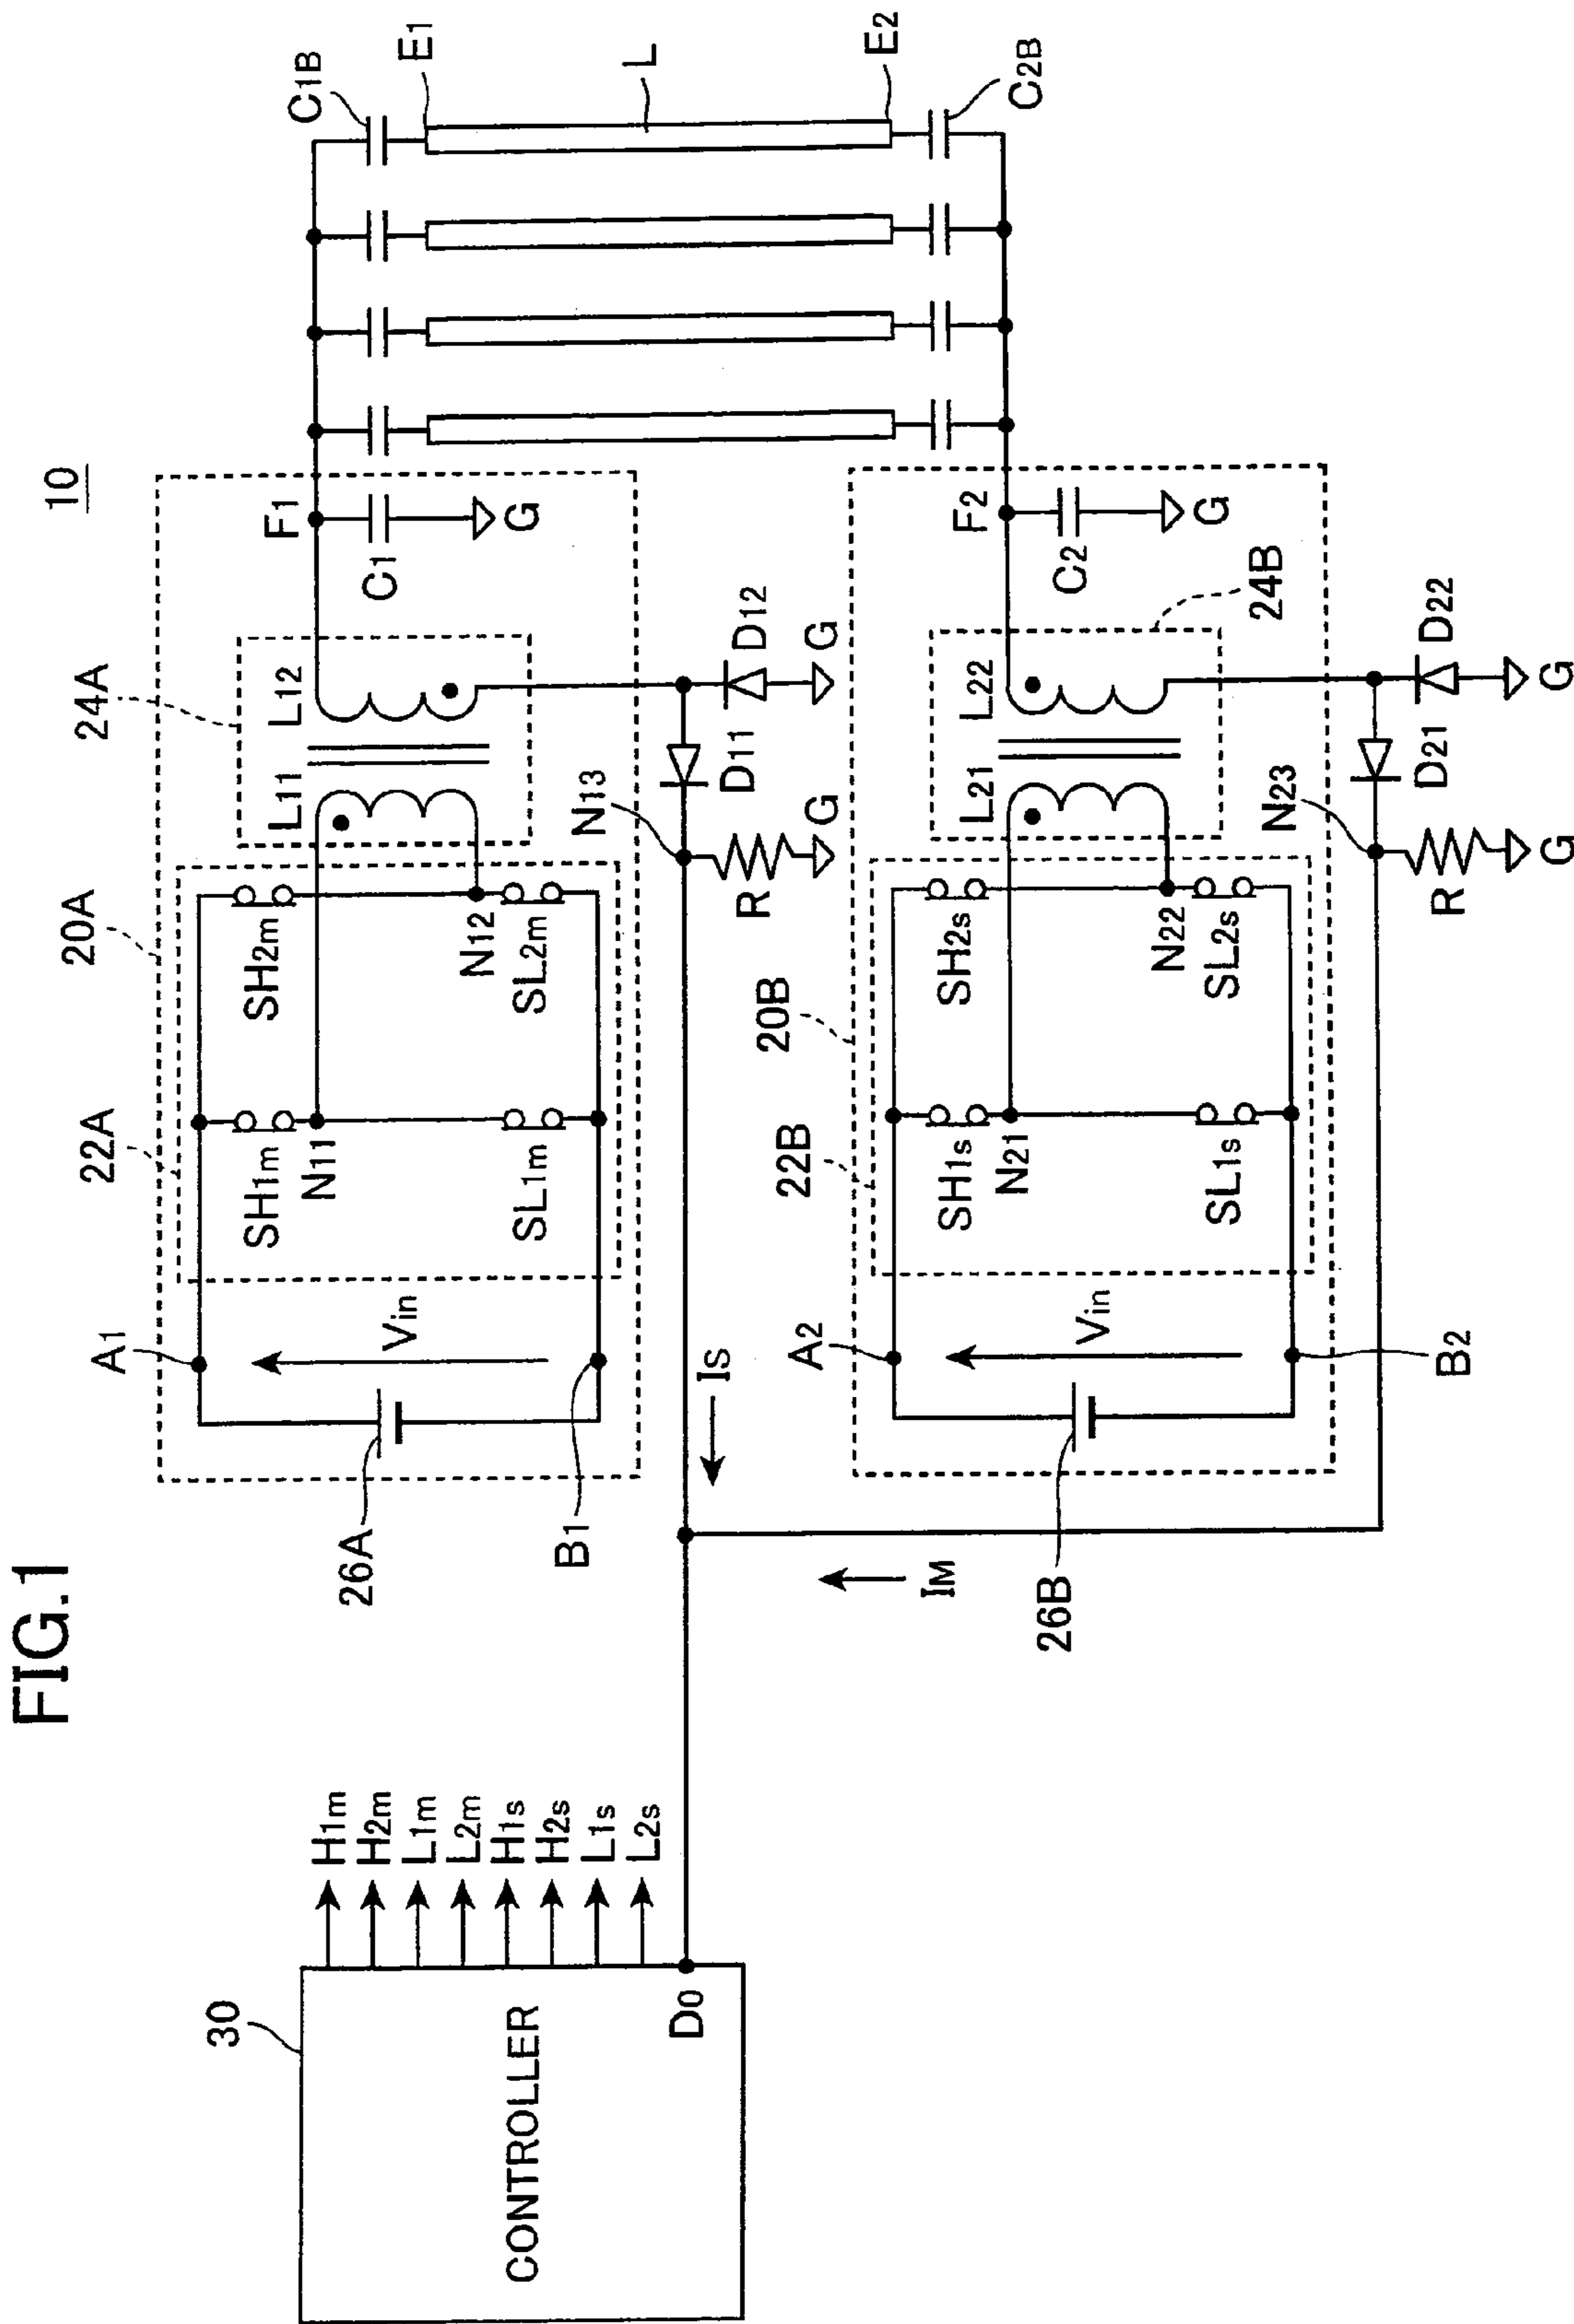 FIG.1
10
30
CONTROLLER
D0
H1m
H2m
L1m
L2m
H1s
H2s
L1s
L2s
IS
IM
20A
22A
24A
26A
A1
B1
Vin
SH1m
SH2m
N11
N12
SL1m
SL2m
L11
L12
F1
C1
G
N13
D11
D12
R
G
G
C1B
E1
L
E2
C2B
20B
22B
24B
26B
A2
B2
Vin
SH1s
SH2s
N21
N22
SL1s
SL2s
L21
L22
F2
C2
G
N23
D21
D22
R
G
G